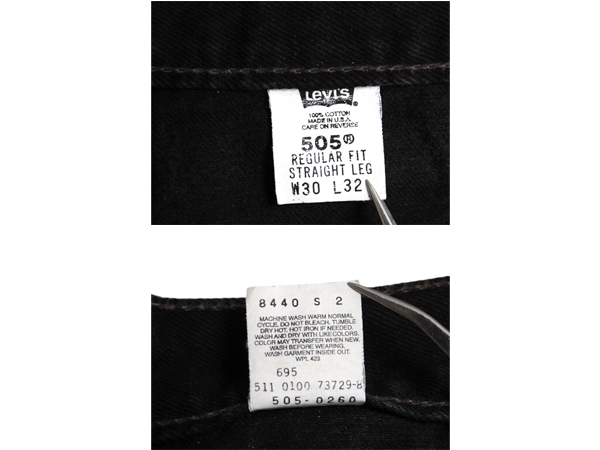 Levi's®
100% COTTON
MADE IN U.S.A.
CARE ON REVERSE
505®
REGULAR FIT
STRAIGHT LEG
W30 L32
8440 S 2
MACHINE WASH WARM NORMAL
CYCLE. DO NOT BLEACH. TUMBLE
DRY HOT. HOT IRON IF NEEDED.
WASH AND DRY WITH LIKE COLORS.
COLOR MAY TRANSFER WHEN NEW.
WASH BEFORE WEARING.
WASH GARMENT INSIDE OUT.
WPL 423
695
511 0100 73729-8
505-0260